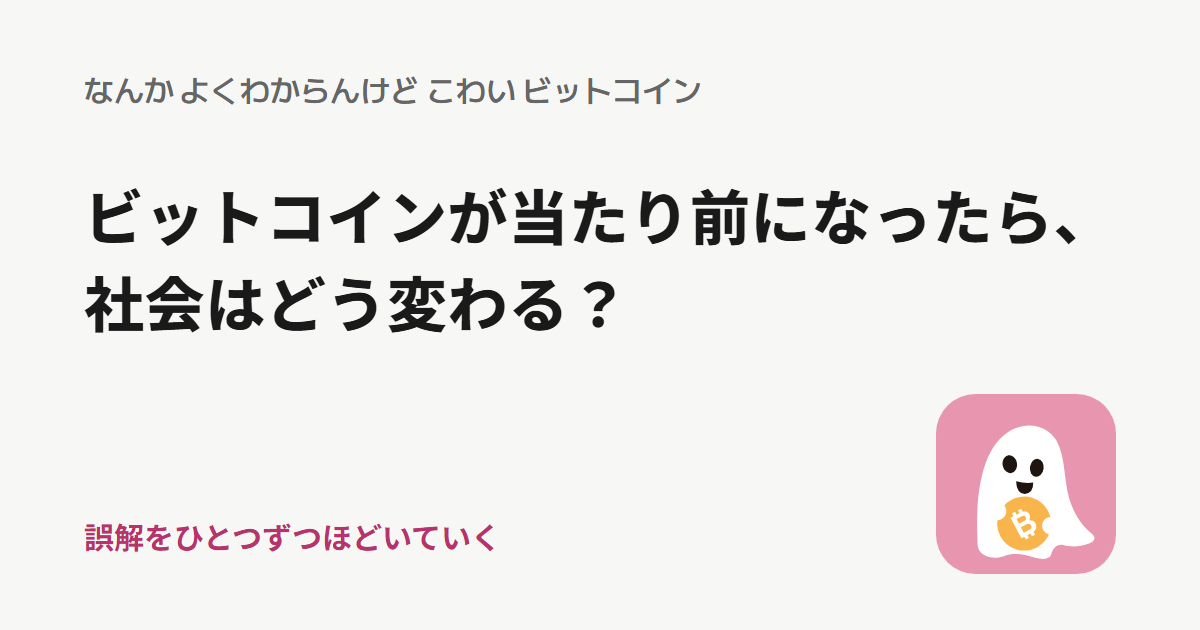 なんか よくわからんけど こわい ビットコイン
ビットコインが当たり前になったら、
社会はどう変わる？
誤解をひとつずつほどいていく